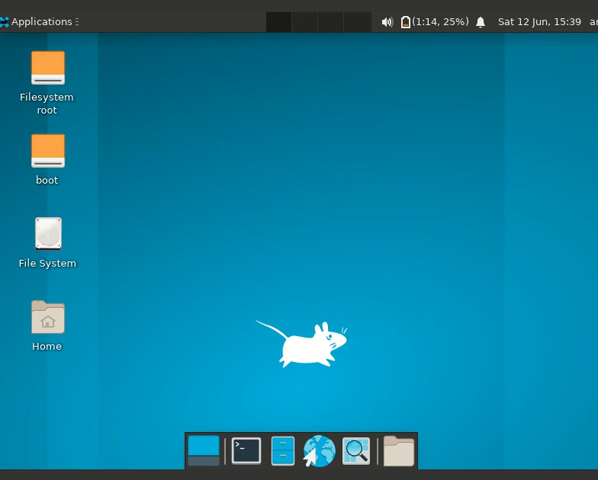 Applications
(1:14, 25%)
Sat 12 Jun, 15:39
Filesystem
root
boot
File System
Home